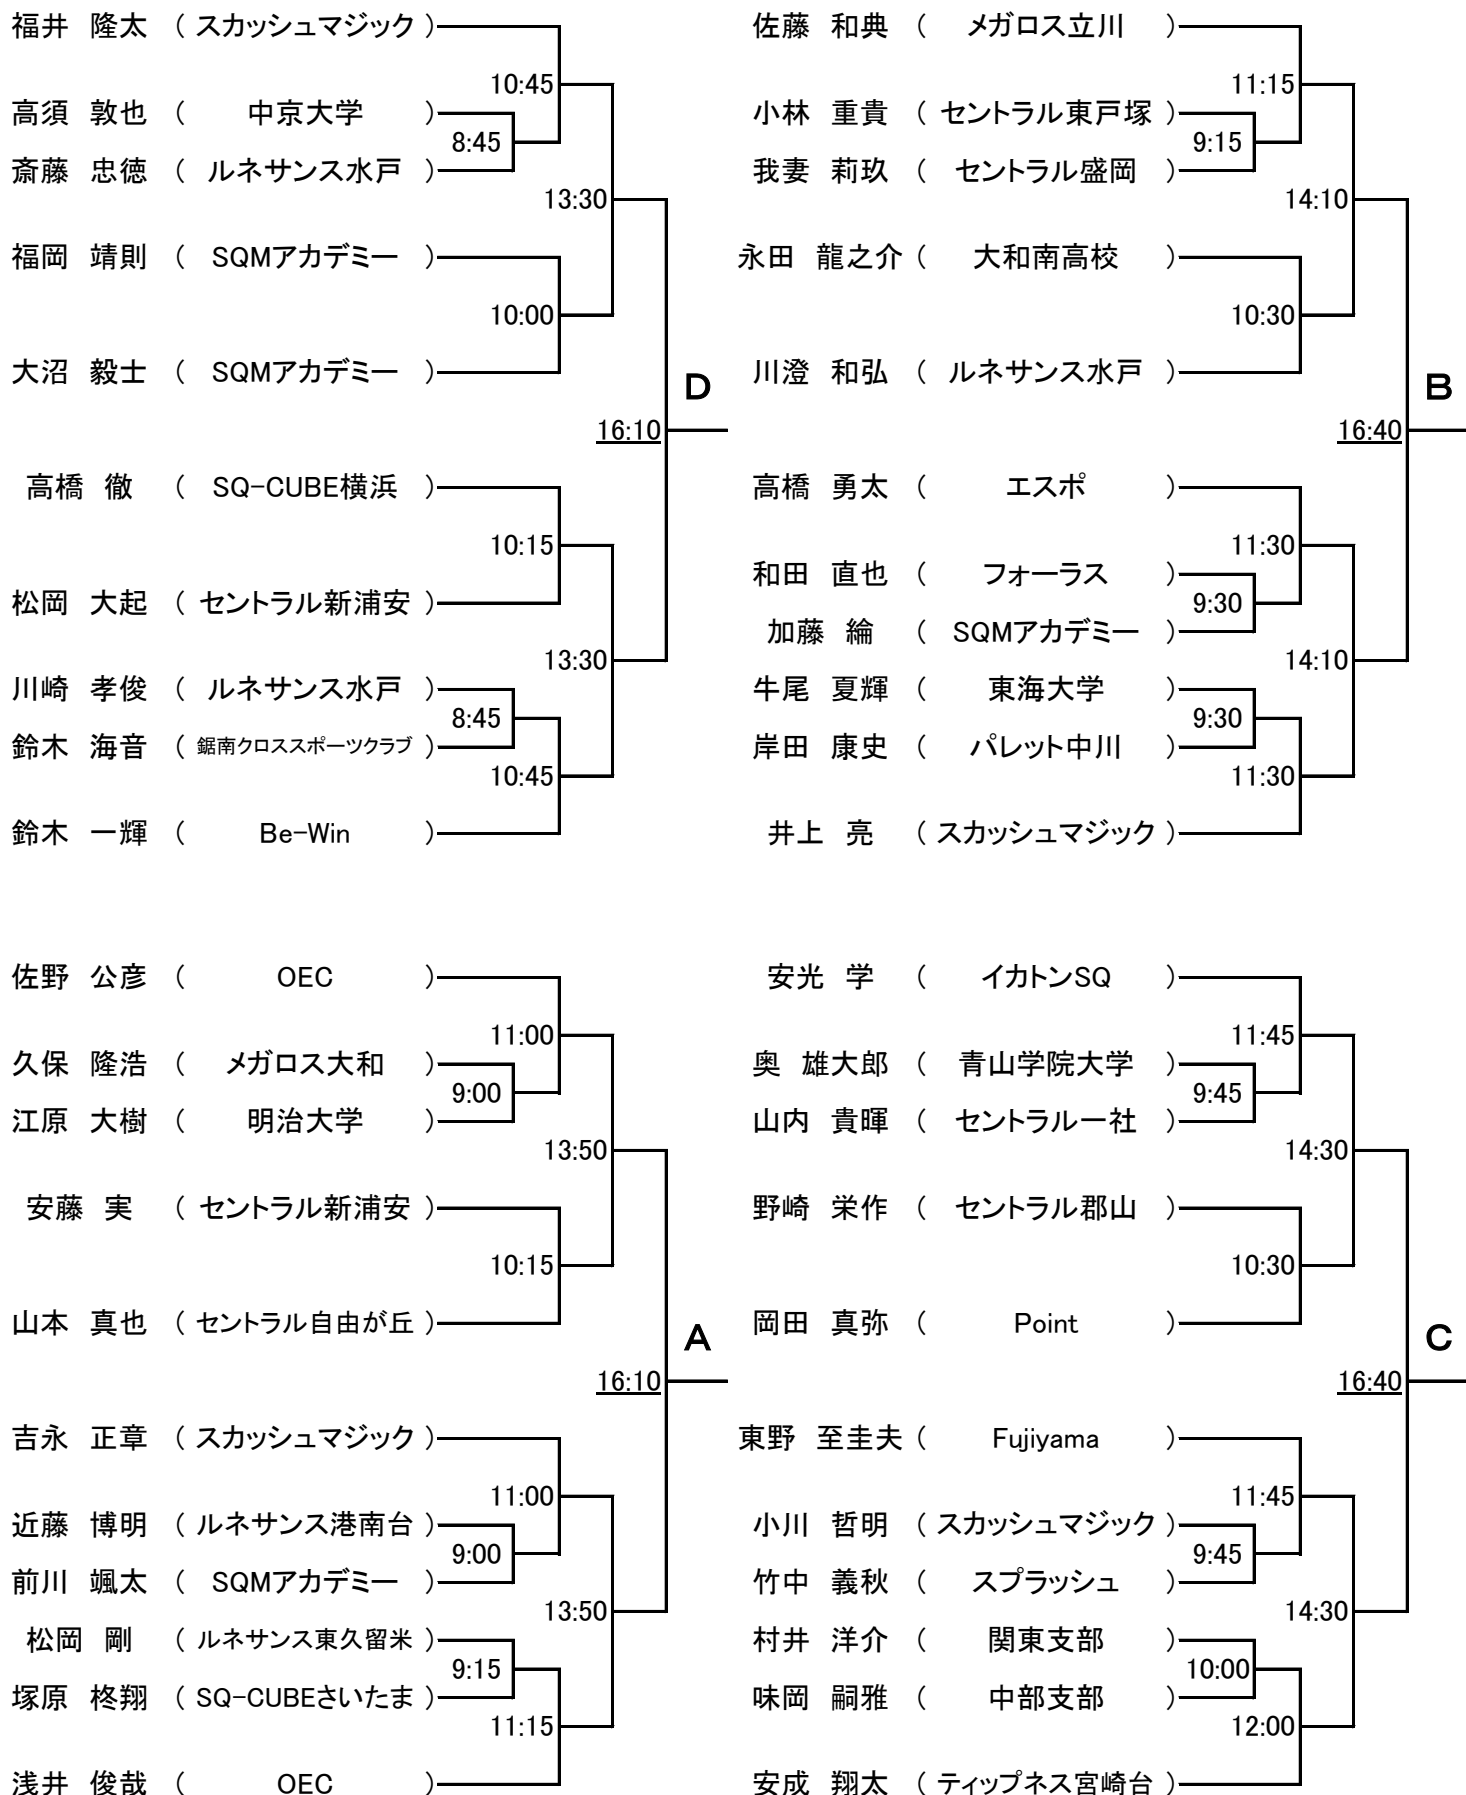 福井 隆太 ( スカッシュマジック )
10:45
高須 敦也 ( 中京大学 )
8:45
斎藤 忠徳 ( ルネサンス水戸 )
13:30
福岡 靖則 ( SQMアカデミー )
10:00
大沼 毅士 ( SQMアカデミー )
D
16:10
高橋 徹 ( SQ-CUBE横浜 )
10:15
松岡 大起 ( セントラル新浦安 )
13:30
川崎 孝俊 ( ルネサンス水戸 )
8:45
鈴木 海音 ( 鋸南クロススポーツクラブ )
10:45
鈴木 一輝 ( Be-Win )
佐藤 和典 ( メガロス立川 )
11:15
小林 重貴 ( セントラル東戸塚 )
9:15
我妻 莉玖 ( セントラル盛岡 )
14:10
永田 龍之介 ( 大和南高校 )
10:30
川澄 和弘 ( ルネサンス水戸 )
B
16:40
高橋 勇太 ( エスポ )
11:30
和田 直也 ( フォーラス )
9:30
加藤 綸 ( SQMアカデミー )
14:10
牛尾 夏輝 ( 東海大学 )
9:30
岸田 康史 ( パレット中川 )
11:30
井上 亮 ( スカッシュマジック )
佐野 公彦 ( OEC )
11:00
久保 隆浩 ( メガロス大和 )
9:00
江原 大樹 ( 明治大学 )
13:50
安藤 実 ( セントラル新浦安 )
10:15
山本 真也 ( セントラル自由が丘 )
A
16:10
吉永 正章 ( スカッシュマジック )
11:00
近藤 博明 ( ルネサンス港南台 )
9:00
前川 颯太 ( SQMアカデミー )
13:50
松岡 剛 ( ルネサンス東久留米 )
9:15
塚原 柊翔 ( SQ-CUBEさいたま )
11:15
浅井 俊哉 ( OEC )
安光 学 ( イカトンSQ )
11:45
奥 雄大郎 ( 青山学院大学 )
9:45
山内 貴暉 ( セントラル一社 )
14:30
野崎 栄作 ( セントラル郡山 )
10:30
岡田 真弥 ( Point )
C
16:40
東野 至圭夫 ( Fujiyama )
11:45
小川 哲明 ( スカッシュマジック )
9:45
竹中 義秋 ( スプラッシュ )
14:30
村井 洋介 ( 関東支部 )
10:00
味岡 嗣雅 ( 中部支部 )
12:00
安成 翔太 ( ティップネス宮崎台 )